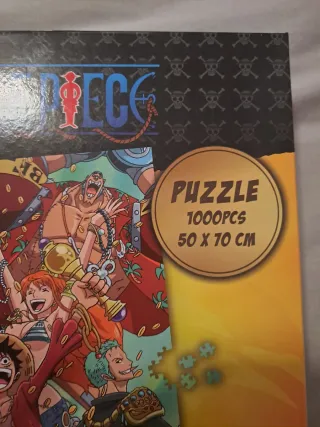 PIECE
PUZZLE
1000PCS
50 X 70 CM